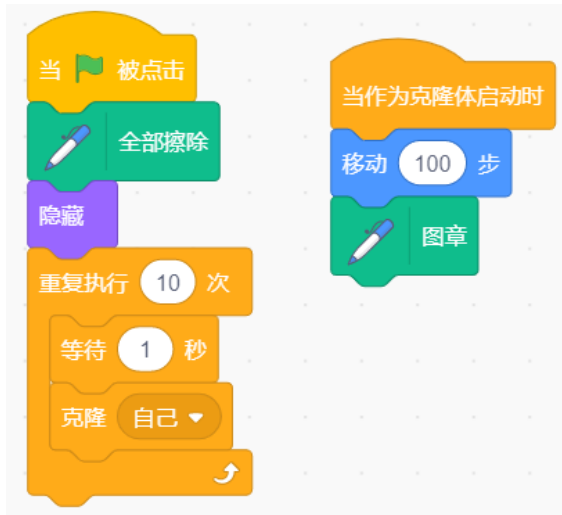 当 被点击
全部擦除
隐藏
重复执行 10 次
等待 1 秒
克隆 自己
当作为克隆体启动时
移动 100 步
图章